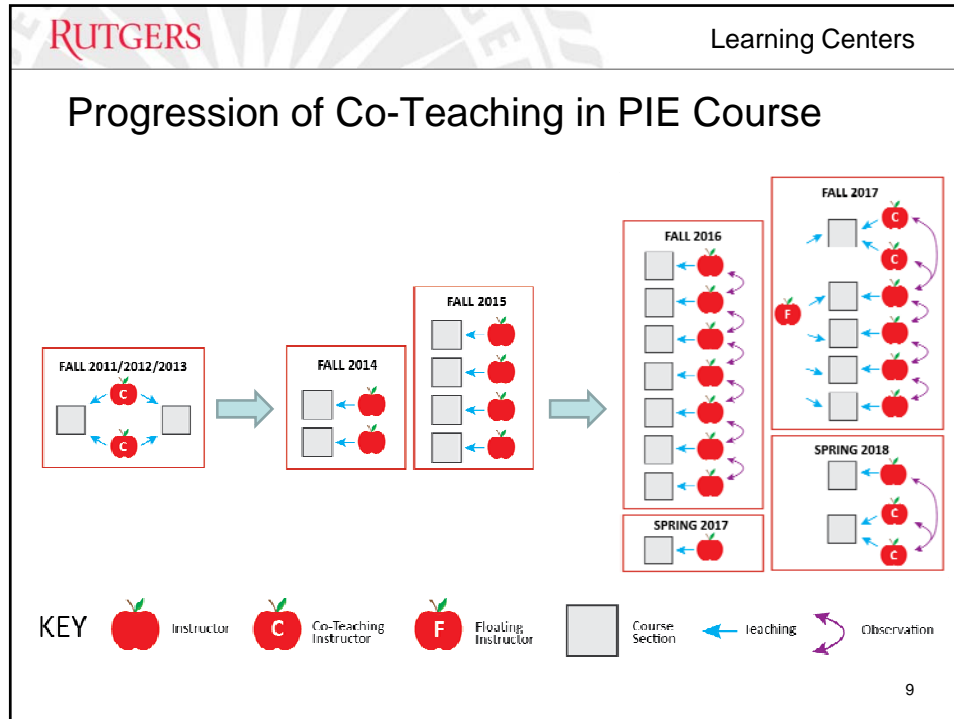 RUTGERS
Learning Centers
Progression of Co-Teaching in PIE Course
FALL 2011/2012/2013
C
C
FALL 2014
FALL 2015
FALL 2016
SPRING 2017
FALL 2017
C
C
F
SPRING 2018
C
C
KEY
Instructor
C
Co-Teaching
Instructor
F
Floating
Instructor
Course
Section
Teaching
Observation
9